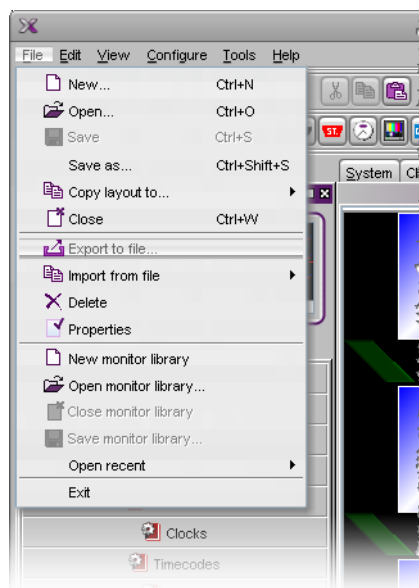 File Edit View Configure Tools Help
New... Ctrl+N
Open... Ctrl+O
Save Ctrl+S
Save as... Ctrl+Shift+S
Copy layout to...
Close Ctrl+W
Export to file...
Import from file
Delete
Properties
New monitor library
Open monitor library...
Close monitor library
Save monitor library...
Open recent
Exit
ST.
System
Clocks
Timecodes